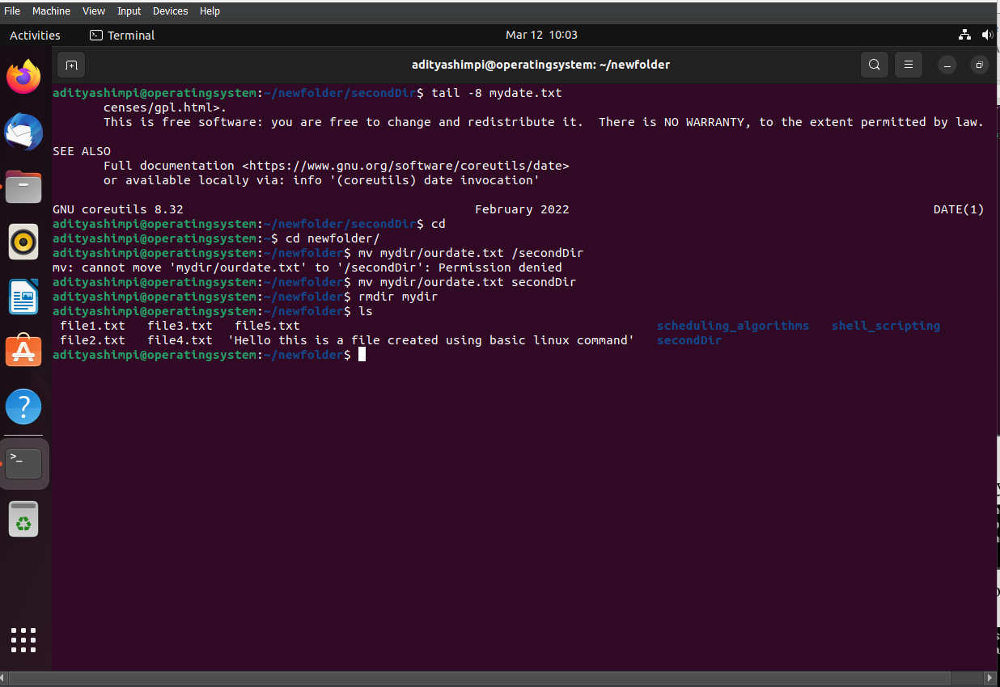 File Machine View Input Devices Help
Activities Terminal Mar 12 10:03
adityashimpi@operatingsystem: ~/newfolder
adityashimpi@operatingsystem:~/newfolder/secondDir$ tail -8 mydate.txt
censes/gpl.html>.
This is free software: you are free to change and redistribute it.  There is NO WARRANTY, to the extent permitted by law.
SEE ALSO
Full documentation <https://www.gnu.org/software/coreutils/date>
or available locally via: info '(coreutils) date invocation'
GNU coreutils 8.32 February 2022 DATE(1)
adityashimpi@operatingsystem:~/newfolder/secondDir$ cd
adityashimpi@operatingsystem:~$ cd newfolder/
adityashimpi@operatingsystem:~/newfolder$ mv mydir/ourdate.txt /secondDir
mv: cannot move 'mydir/ourdate.txt' to '/secondDir': Permission denied
adityashimpi@operatingsystem:~/newfolder$ mv mydir/ourdate.txt secondDir
adityashimpi@operatingsystem:~/newfolder$ rmdir mydir
adityashimpi@operatingsystem:~/newfolder$ ls
file1.txt file3.txt file5.txt scheduling_algorithms shell_scripting
file2.txt file4.txt 'Hello this is a file created using basic linux command' secondDir
adityashimpi@operatingsystem:~/newfolder$